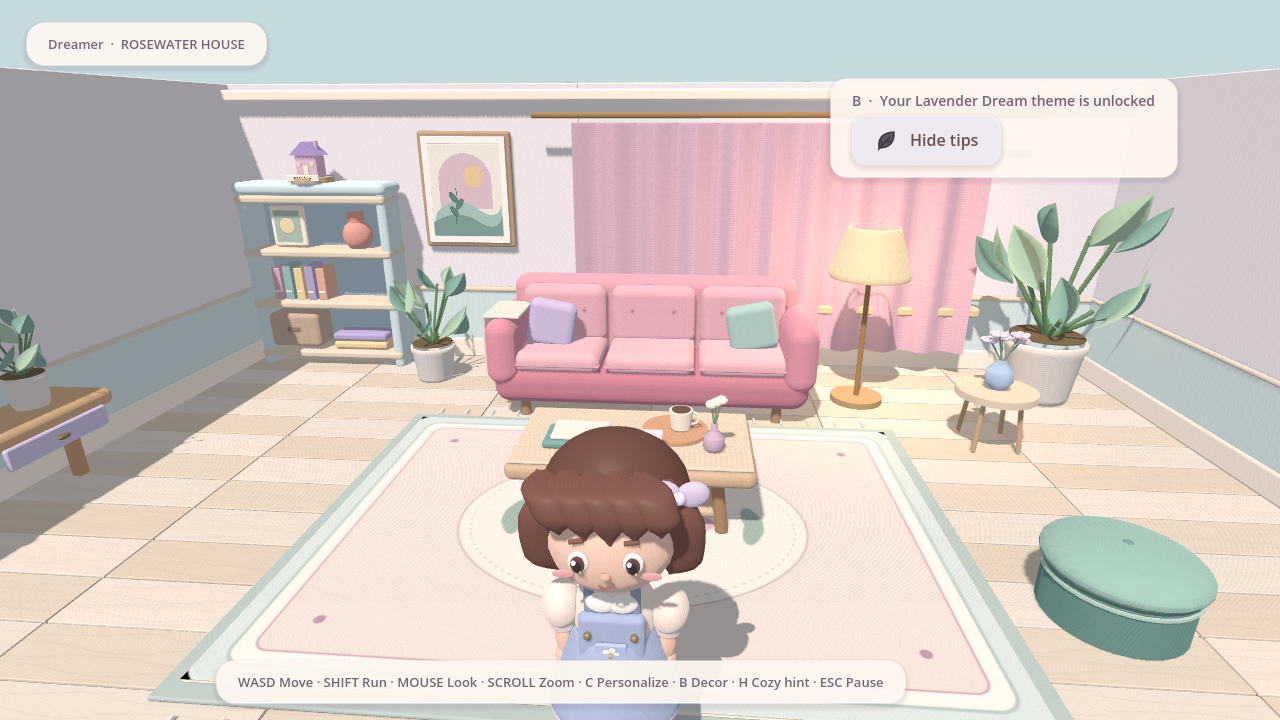 Dreamer · ROSEWATER HOUSE
B · Your Lavender Dream theme is unlocked
Hide tips
WASD Move · SHIFT Run · MOUSE Look · SCROLL Zoom · C Personalize · B Decor · H Cozy hint · ESC Pause